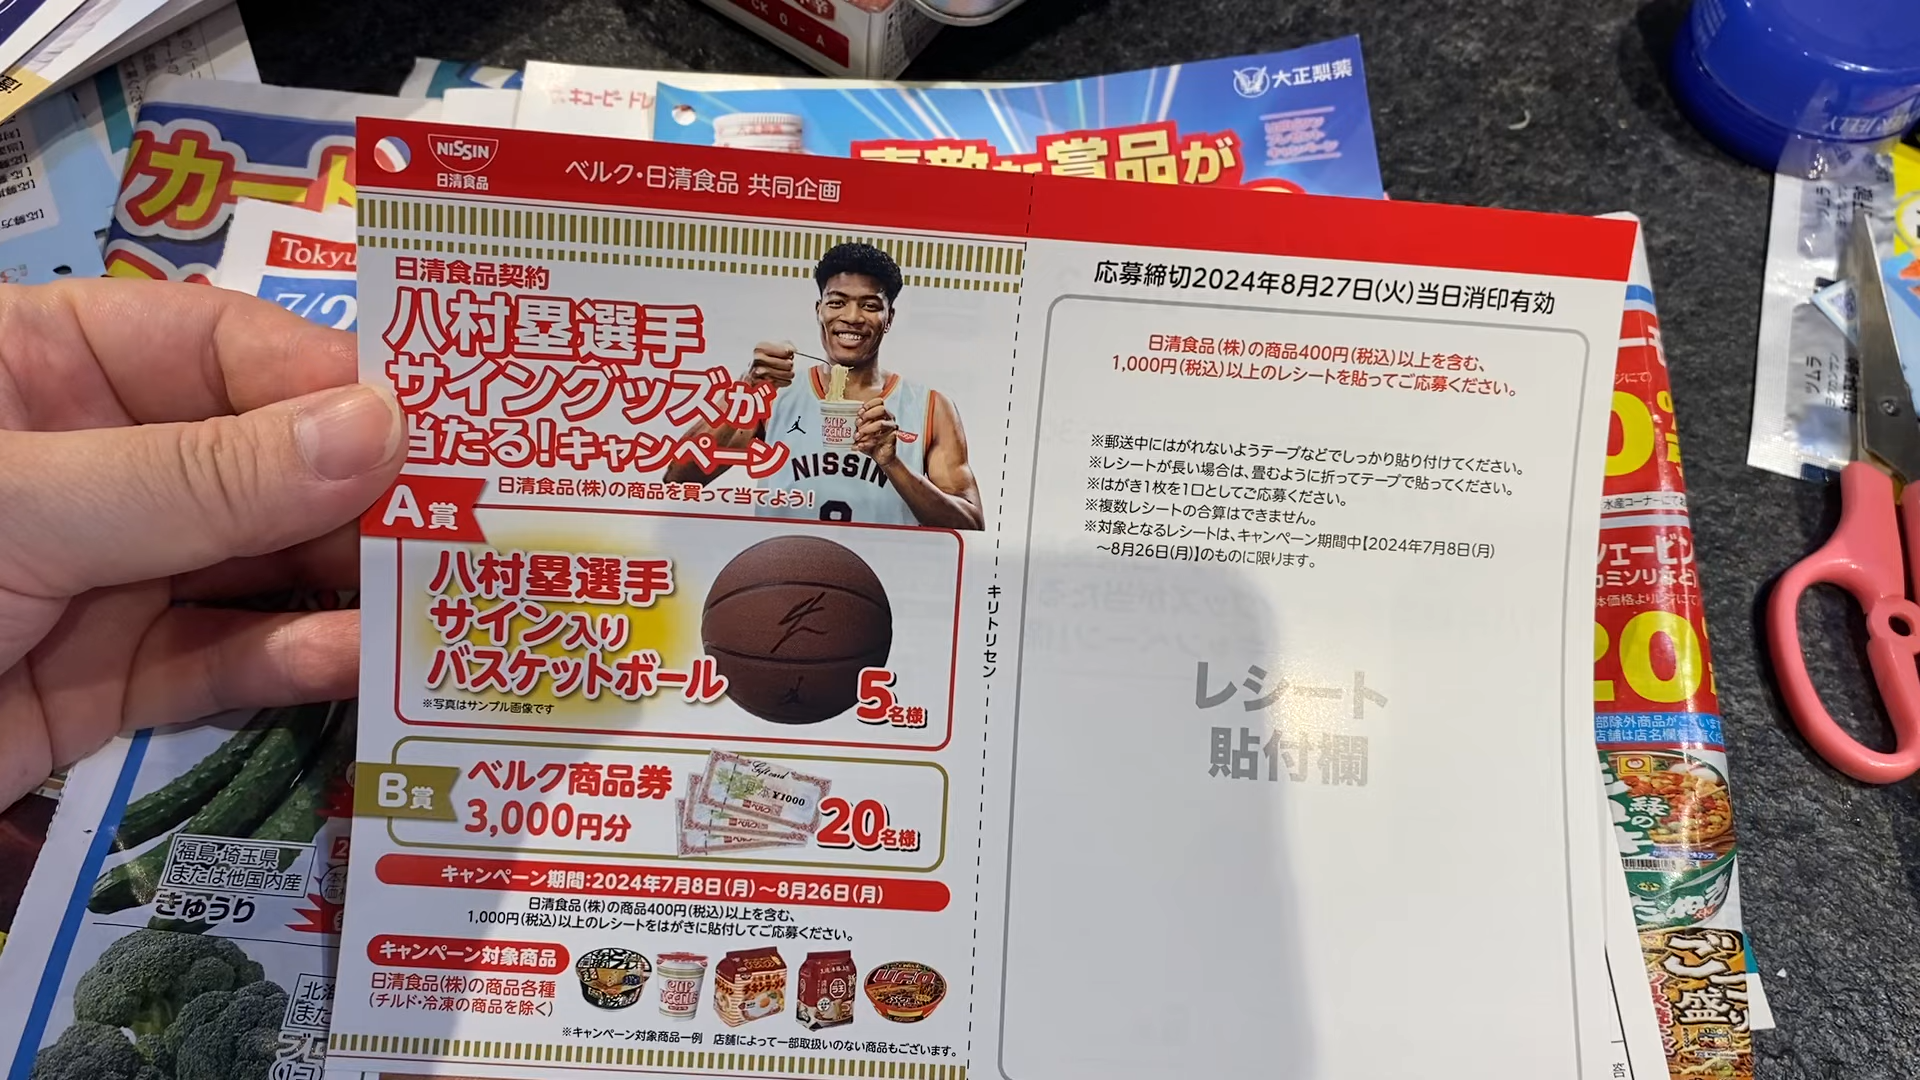 NISSIN
日清食品
ベルク・日清食品 共同企画
日清食品契約
八村塁選手
サイングッズが
当たる!キャンペーン
日清食品(株)の商品を買って当てよう!
NISSIN
A賞
八村塁選手
サイン入り
バスケットボール
※写真はサンプル画像です
5名様
B賞
ベルク商品券
3,000円分
Gift card
¥1000
20名様
キャンペーン期間:2024年7月8日(月)~8月26日(月)
日清食品(株)の商品400円(税込)以上を含む、
1,000円(税込)以上のレシートをはがきに貼付してご応募ください。
キャンペーン対象商品
日清食品(株)の商品各種
(チルド・冷凍の商品を除く)
※キャンペーン対象商品一例 店舗によって一部取扱いのない商品もございます。
キリトリセン
応募締切2024年8月27日(火)当日消印有効
日清食品(株)の商品400円(税込)以上を含む、
1,000円(税込)以上のレシートを貼ってご応募ください。
※郵送中にはがれないようテープなどでしっかり貼り付けてください。
※レシートが長い場合は、畳むように折ってテープで貼ってください。
※はがき1枚を1口としてご応募ください。
※複数レシートの合算はできません。
※対象となるレシートは、キャンペーン期間中【2024年7月8日(月)
~8月26日(月)】のものに限ります。
レシート
貼付欄
大正製薬
賞品が
キューピー ドレ
カート
Tokyu
7/2
福島・埼玉県
または他国内産
きゅうり
ツムラ